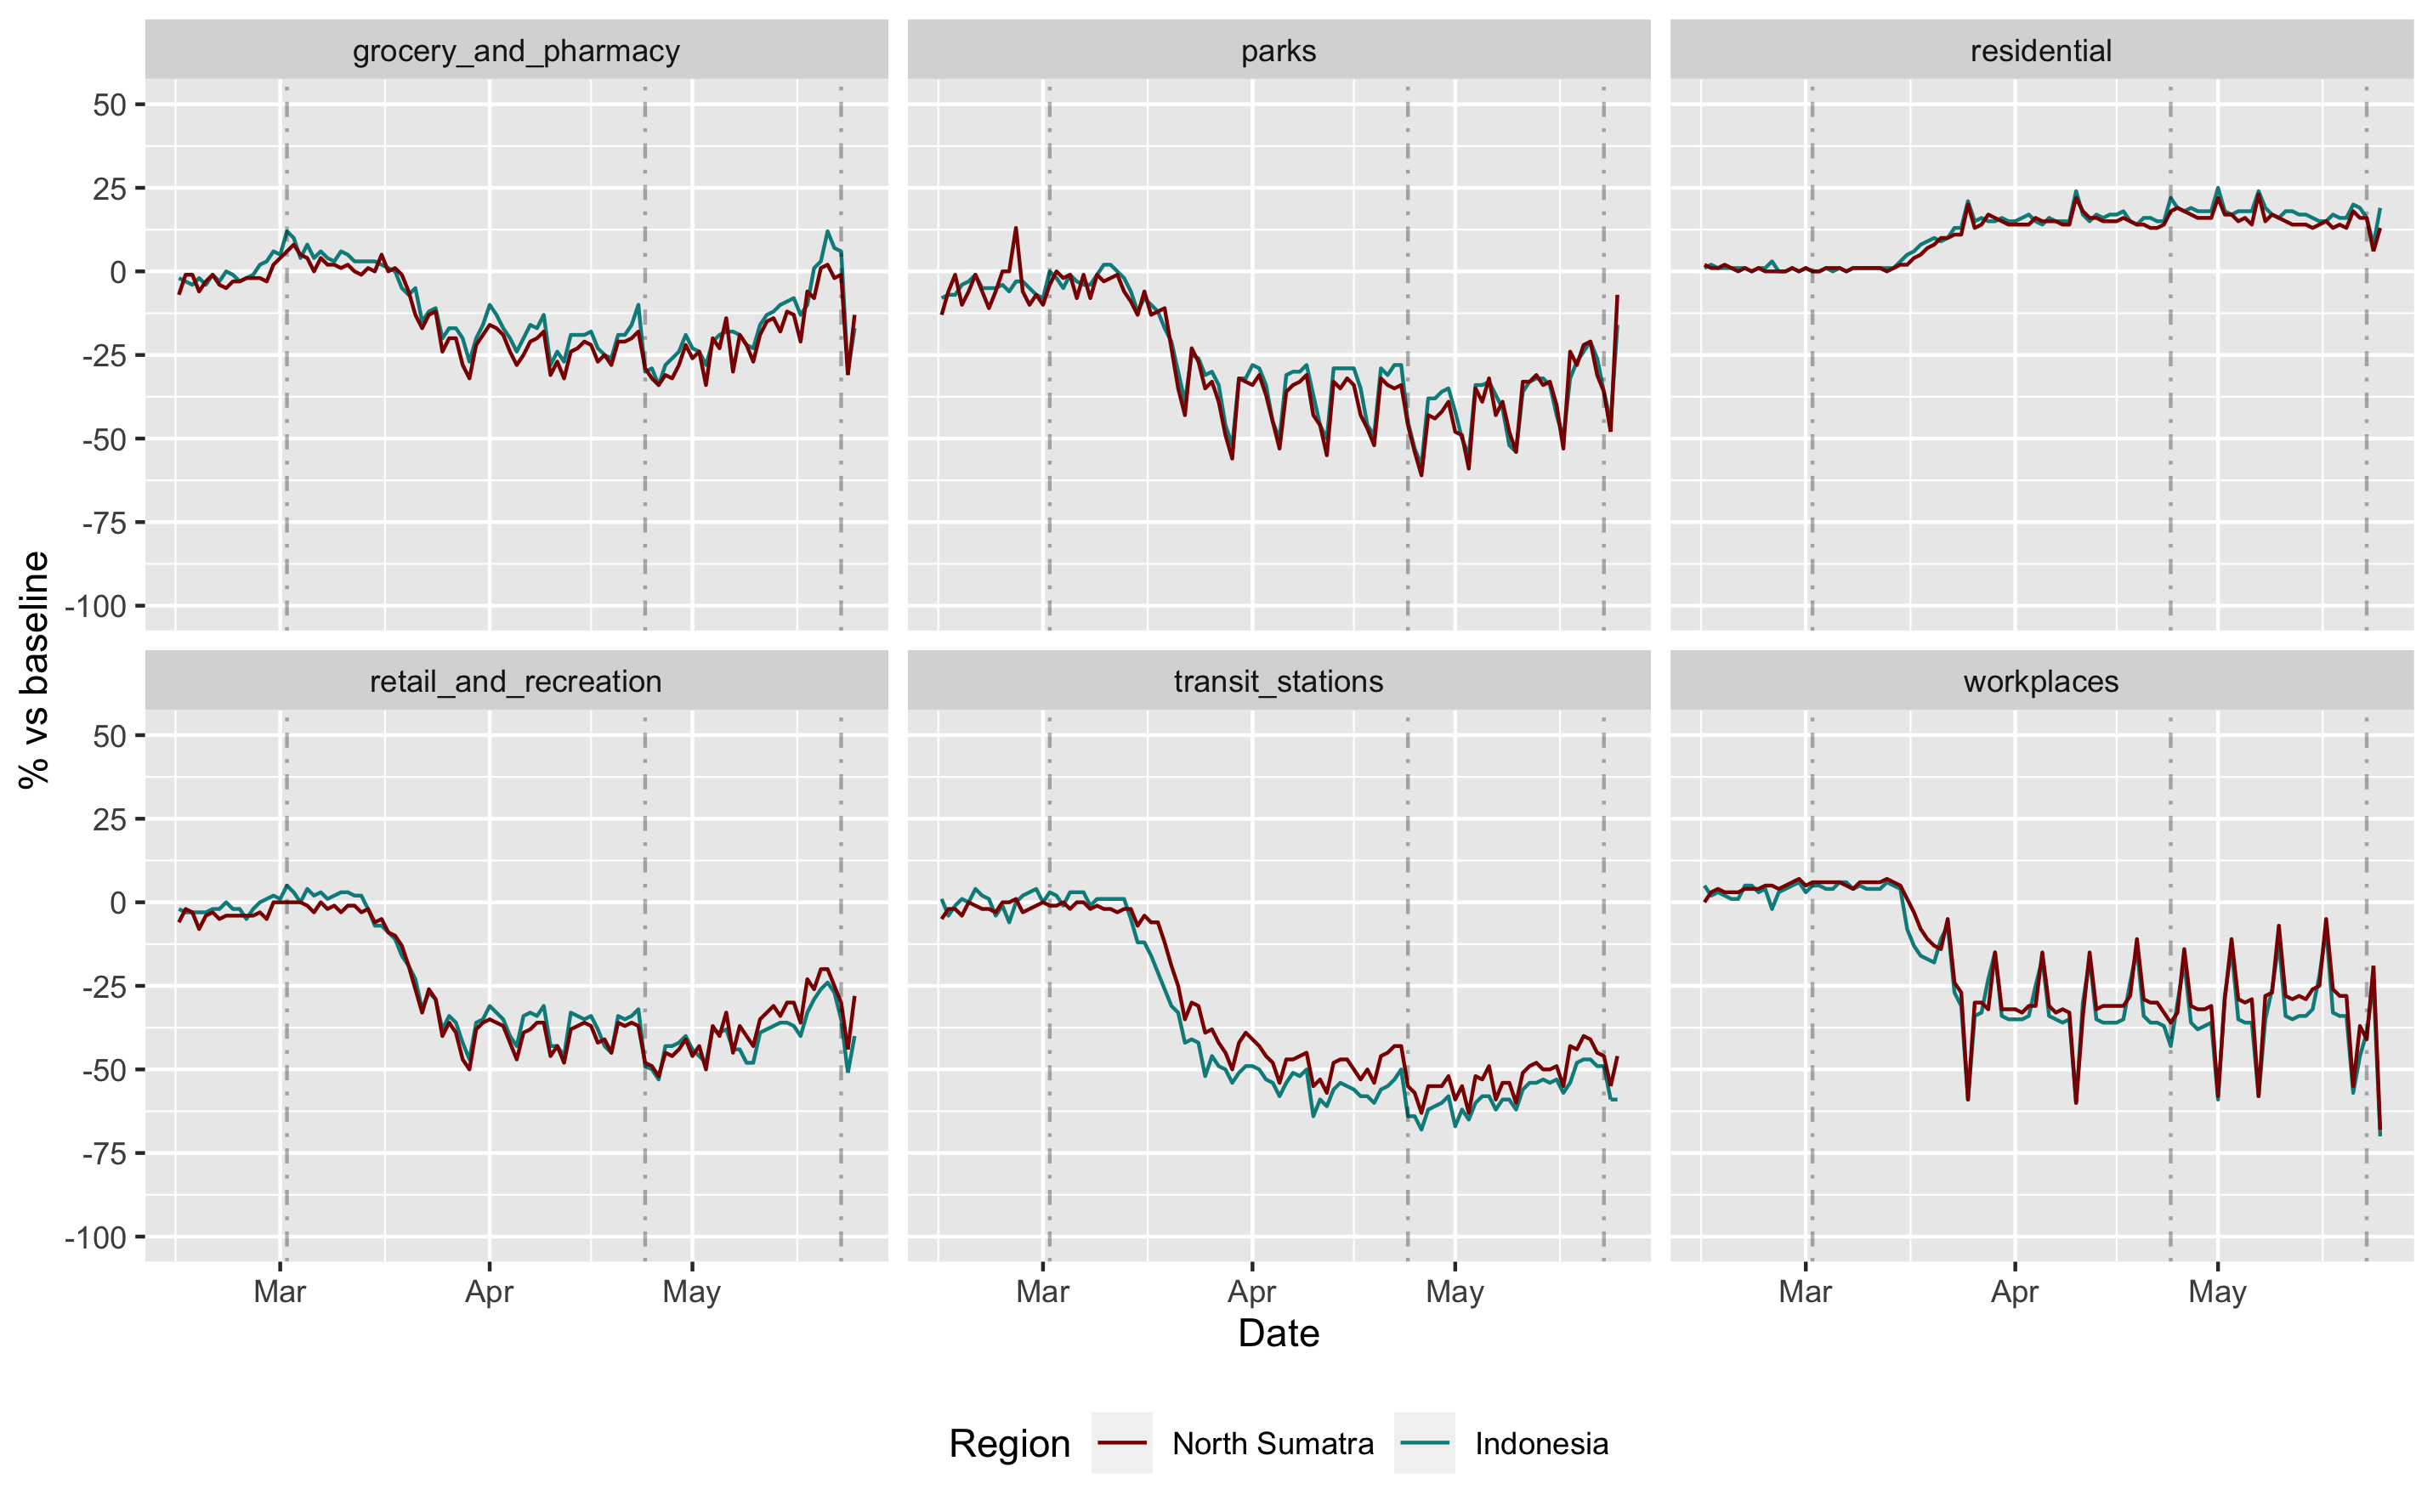 grocery_and_pharmacy parks residential
50
25
0
-25
-50
-75
-100
% vs baseline
retail_and_recreation transit_stations workplaces
50
25
0
-25
-50
-75
-100
Mar Apr May Mar Apr May Mar Apr May
Date
Region North Sumatra Indonesia